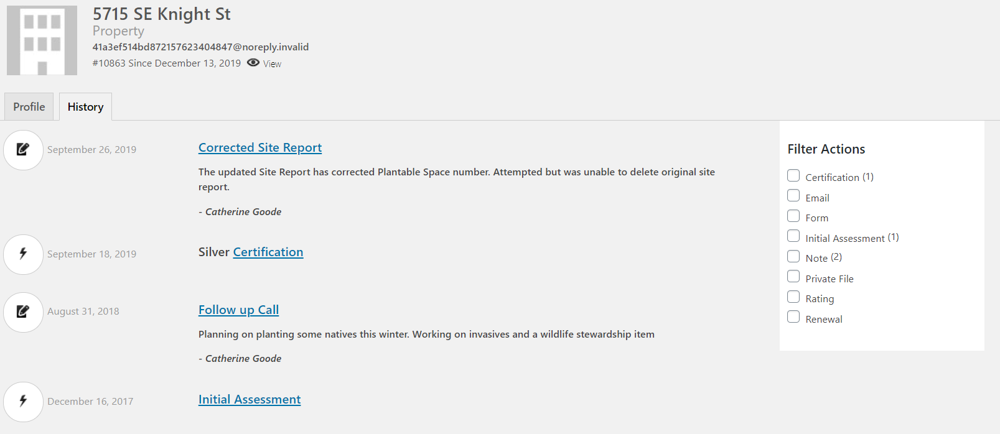 5715 SE Knight St
Property
41a3ef514bd872157623404847@noreply.invalid
#10863 Since December 13, 2019 View
Profile
History
September 26, 2019
Corrected Site Report
The updated Site Report has corrected Plantable Space number. Attempted but was unable to delete original site
report.
- Catherine Goode
September 18, 2019
Silver Certification
August 31, 2018
Follow up Call
Planning on planting some natives this winter. Working on invasives and a wildlife stewardship item
- Catherine Goode
December 16, 2017
Initial Assessment
Filter Actions
Certification (1)
Email
Form
Initial Assessment (1)
Note (2)
Private File
Rating
Renewal